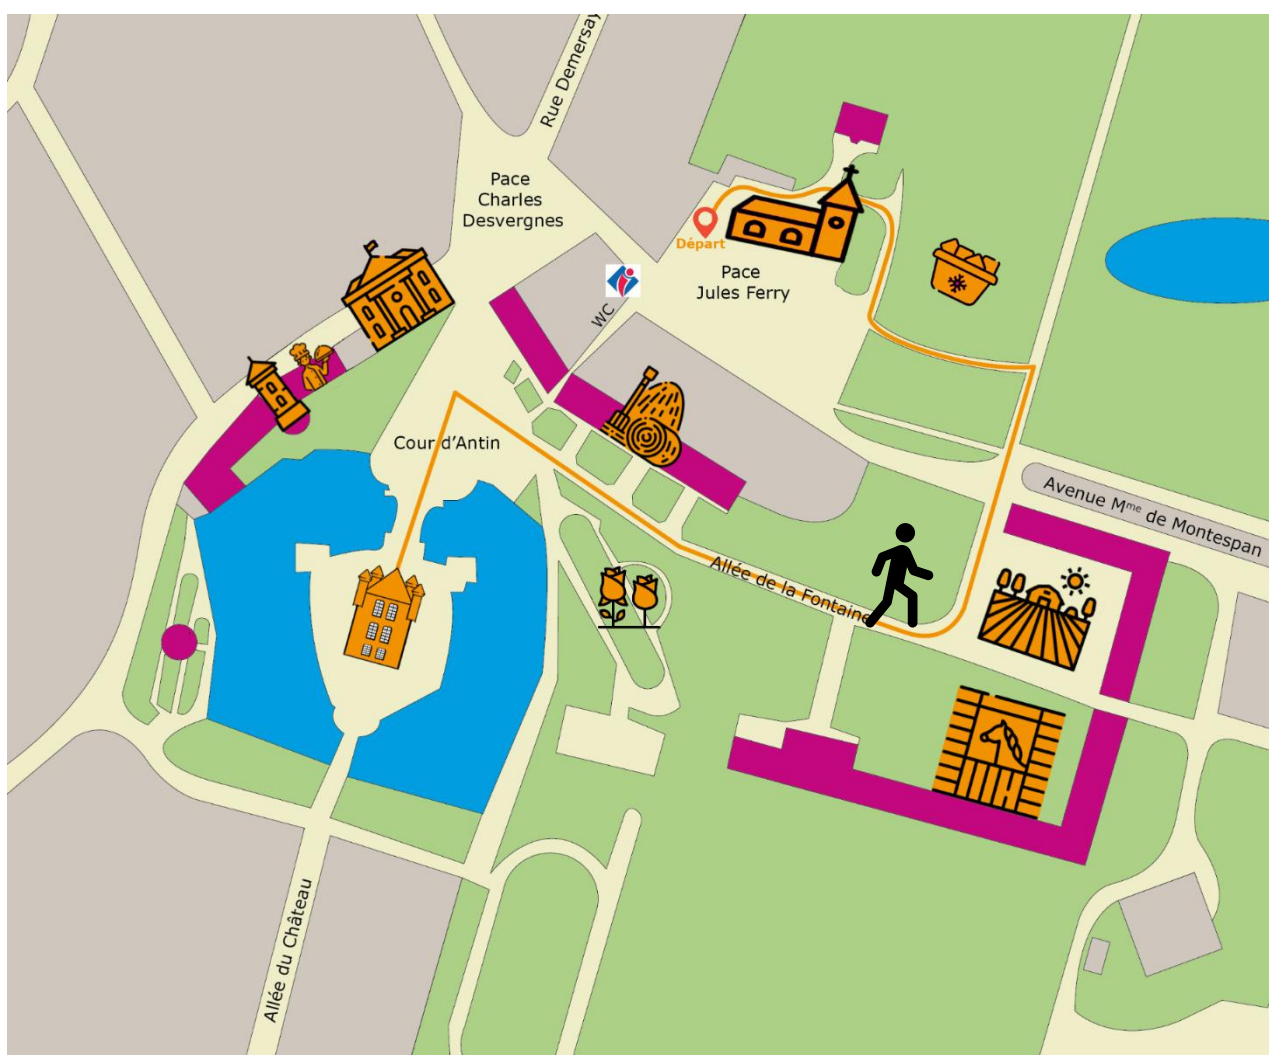 Rue Demersay
Pace
Charles
Desvergnes
Départ
Pace
Jules Ferry
WC
Cour d'Antin
Avenue Mme de Montespan
Allée de la Fontaine
Allée du Château